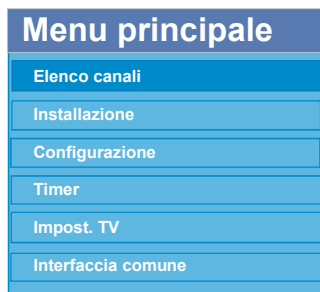 Menu principale
Elenco canali
Installazione
Configurazione
Timer
Impost. TV
Interfaccia comune